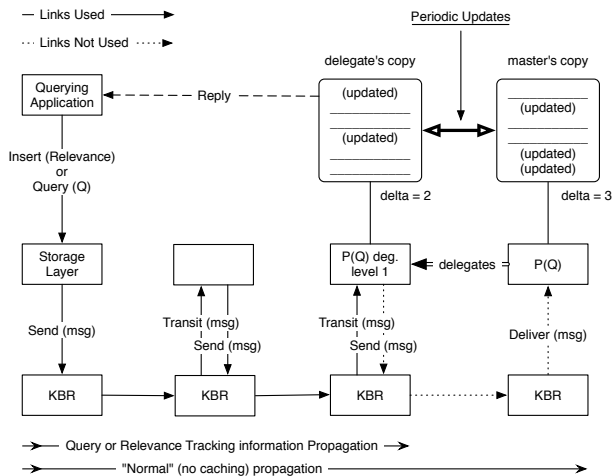 Links Used
Links Not Used
Periodic Updates
delegate's copy
master's copy
Querying
Application
Reply
(updated)
(updated)
(updated)
(updated)
(updated)
Insert (Relevance)
or
Query (Q)
delta = 2
delta = 3
Storage
Layer
P(Q) deg.
level 1
delegates
P(Q)
Send (msg)
Transit (msg)
Send (msg)
Transit (msg)
Send (msg)
Deliver (msg)
KBR
KBR
KBR
KBR
Query or Relevance Tracking information Propagation
"Normal" (no caching) propagation